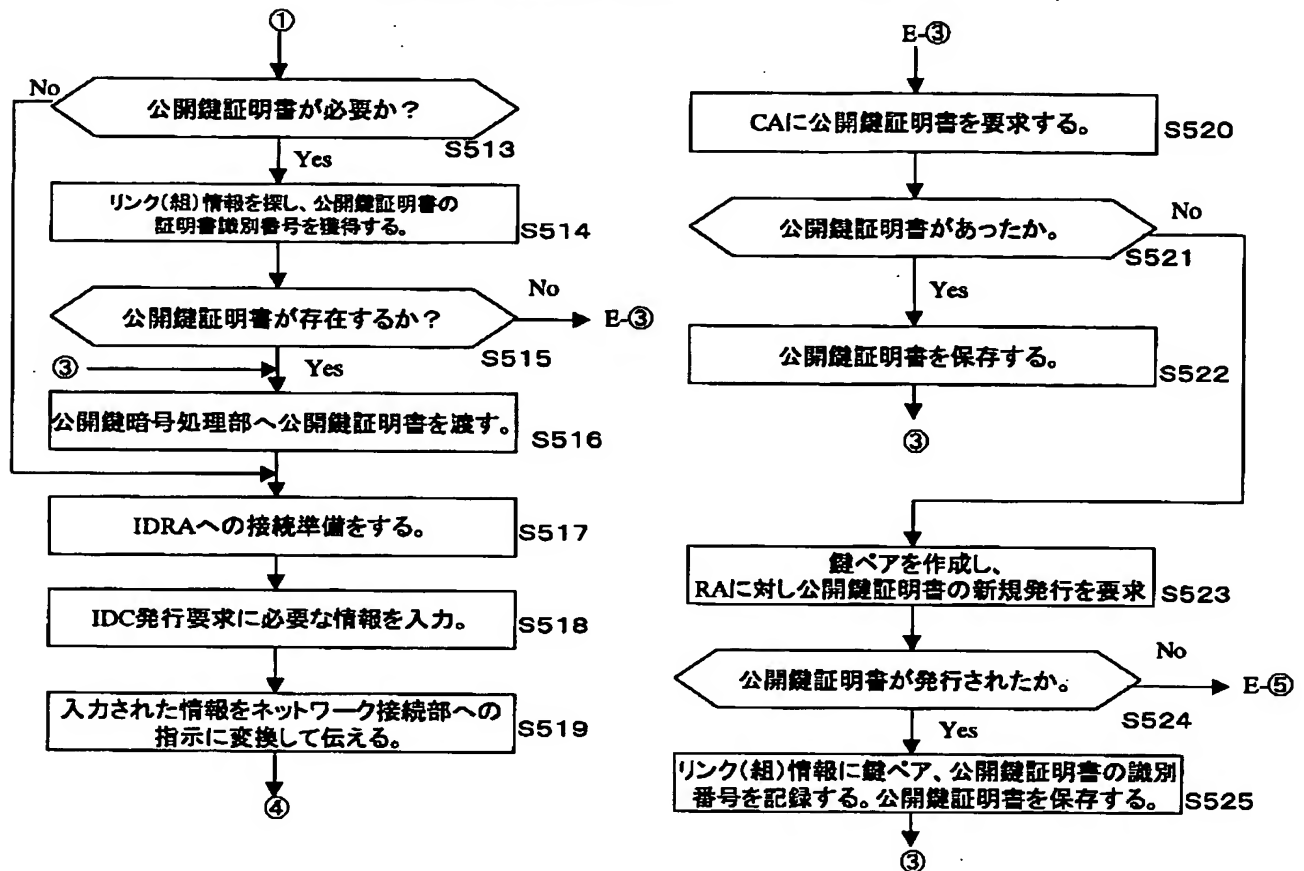 ①
No
公開鍵証明書が必要か？
S513
Yes
リンク(組)情報を探し、公開鍵証明書の
証明書識別番号を獲得する。
S514
No
公開鍵証明書が存在するか？
E-③
S515
③
Yes
公開鍵暗号処理部へ公開鍵証明書を渡す。
S516
IDRAへの接続準備をする。
S517
IDC発行要求に必要な情報を入力。
S518
入力された情報をネットワーク接続部への
指示に変換して伝える。
S519
④
E-③
CAに公開鍵証明書を要求する。
S520
No
公開鍵証明書があったか。
S521
Yes
公開鍵証明書を保存する。
S522
③
鍵ペアを作成し、
RAに対し公開鍵証明書の新規発行を要求
S523
No
公開鍵証明書が発行されたか。
E-⑤
S524
Yes
リンク(組)情報に鍵ペア、公開鍵証明書の識別
番号を記録する。公開鍵証明書を保存する。
S525
③